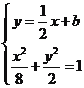 y = 1/2 x + b
x²/8 + y²/2 = 1